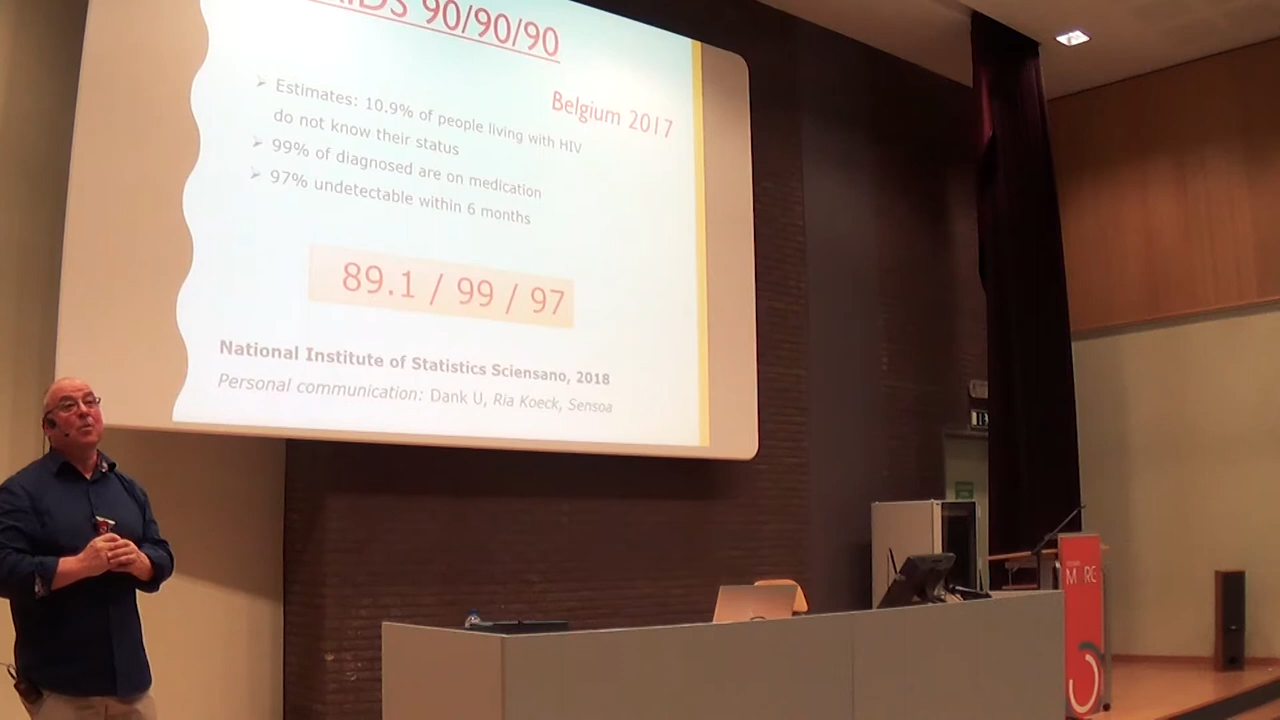 AIDS 90/90/90
Belgium 2017
Estimates: 10.9% of people living with HIV
do not know their status
99% of diagnosed are on medication
97% undetectable within 6 months
89.1 / 99 / 97
National Institute of Statistics Sciensano, 2018
Personal communication: Dank U, Ria Koeck, Sensoa